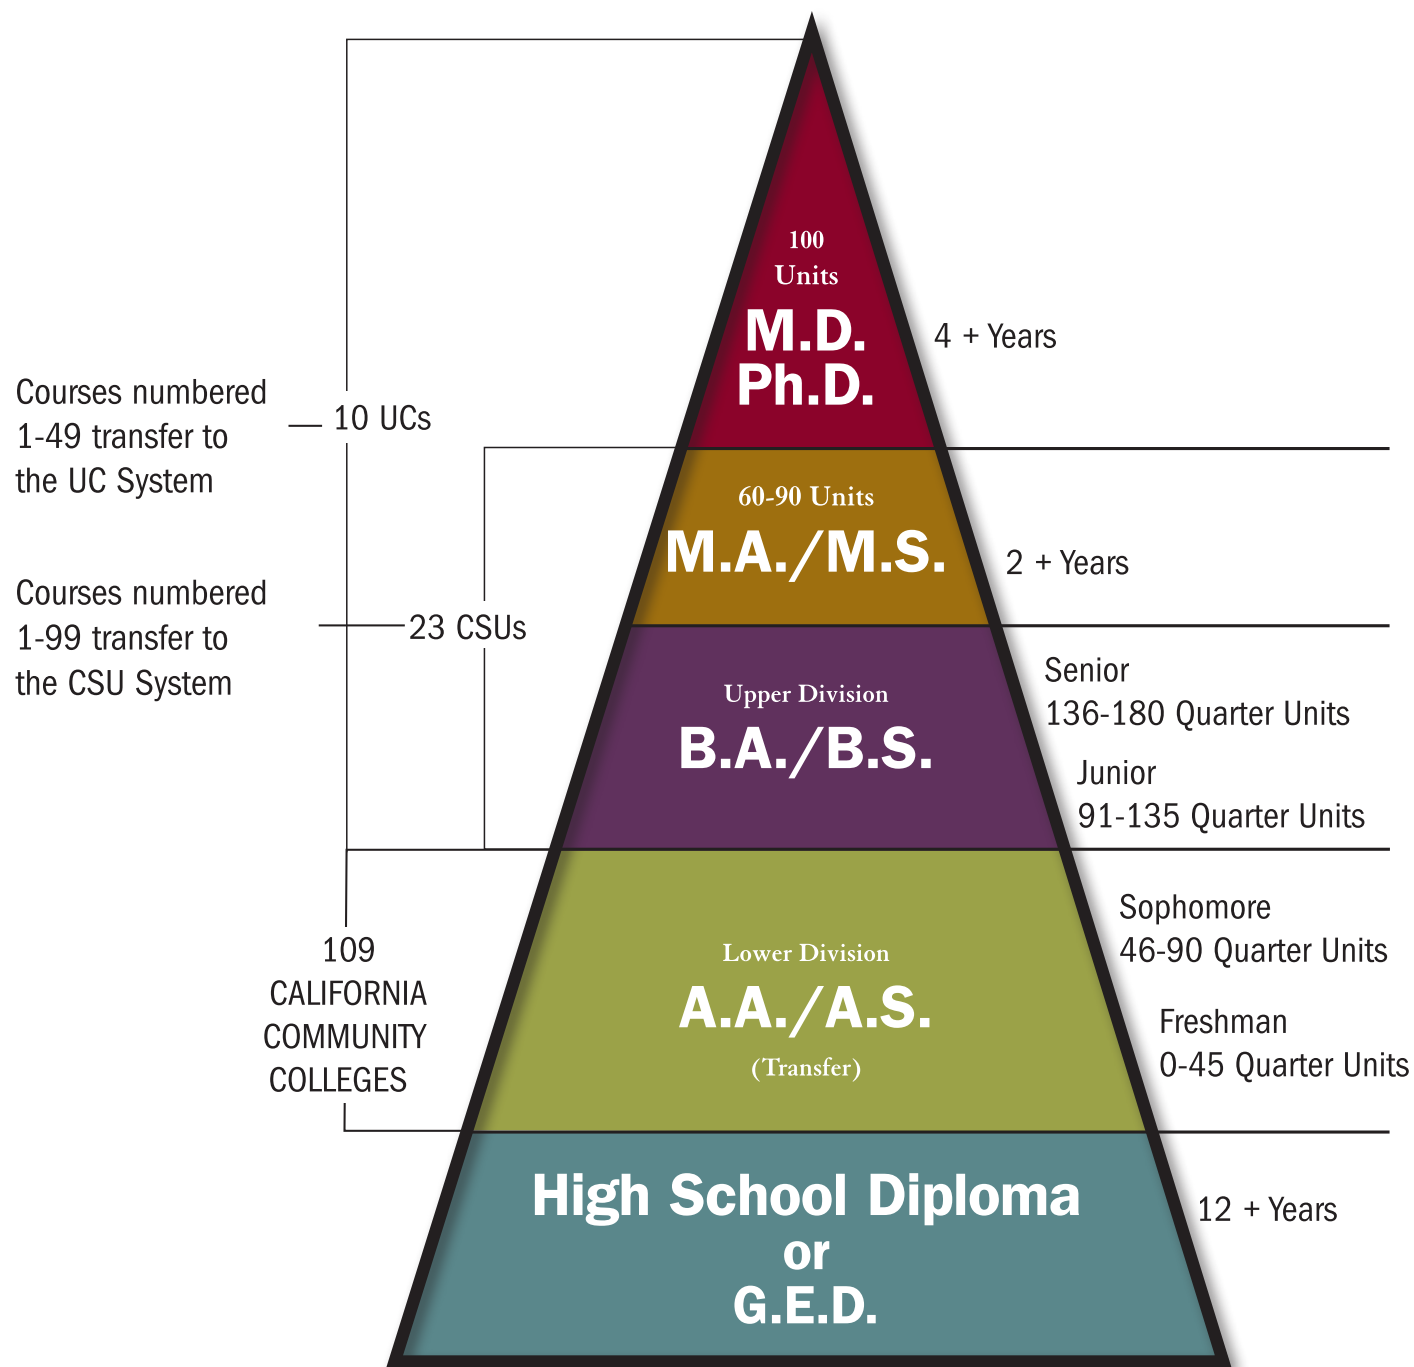 100
Units
M.D.
Ph.D.
4 + Years
Courses numbered
1-49 transfer to
the UC System
10 UCs
60-90 Units
M.A./M.S.
2 + Years
Courses numbered
1-99 transfer to
the CSU System
23 CSUs
Upper Division
B.A./B.S.
Senior
136-180 Quarter Units
Junior
91-135 Quarter Units
109
CALIFORNIA
COMMUNITY
COLLEGES
Lower Division
A.A./A.S.
(Transfer)
Sophomore
46-90 Quarter Units
Freshman
0-45 Quarter Units
High School Diploma
or
G.E.D.
12 + Years